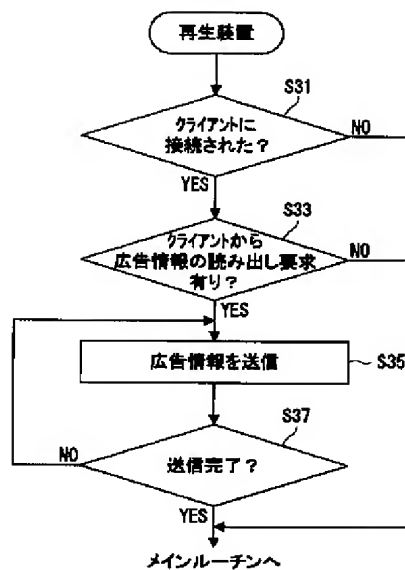 再生装置
S31
クライアントに
接続された？
NO
YES
S33
クライアントから
広告情報の読み出し要求
有り？
NO
YES
広告情報を送信
S35
S37
送信完了？
NO
YES
メインルーチンへ